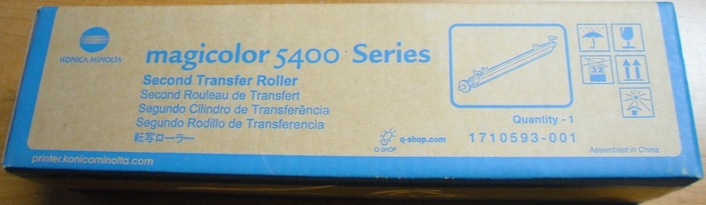 KONICA MINOLTA
magicolor 5400 Series
Second Transfer Roller
Second Rouleau de Transfert
Segundo Cilindro de Transferência
Segundo Rodillo de Transferencia
転写ローラー
printer.konicaminolta.com
Q-SHOP
q-shop.com
Quantity - 1
1710593-001
Assembled in China